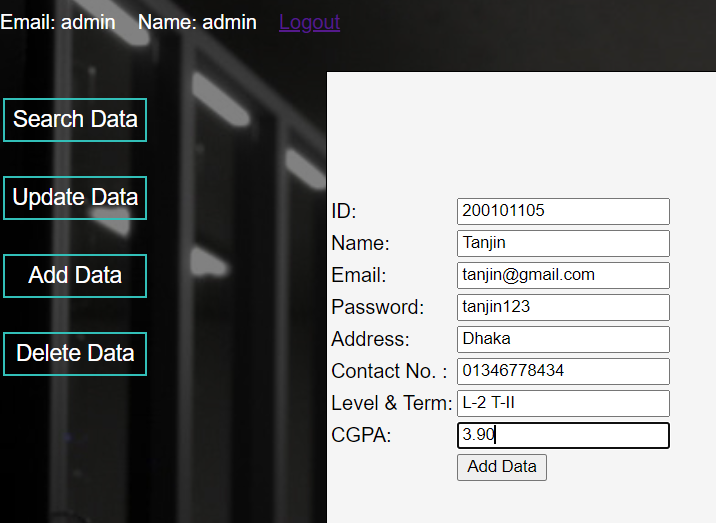 Email: admin Name: admin Logout
Search Data
Update Data
Add Data
Delete Data
ID: 200101105
Name: Tanjin
Email: tanjin@gmail.com
Password: tanjin123
Address: Dhaka
Contact No. : 01346778434
Level & Term: L-2 T-II
CGPA: 3.90
Add Data